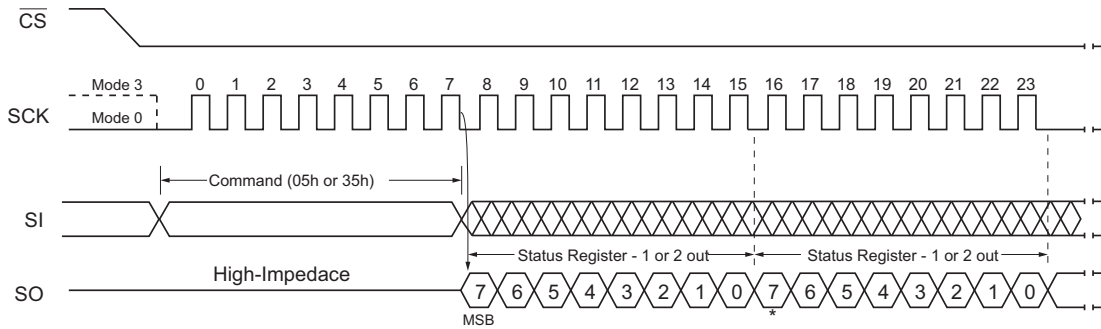 CS
Mode 3
0 1 2 3 4 5 6 7 8 9 10 11 12 13 14 15 16 17 18 19 20 21 22 23
SCK
Mode 0
Command (05h or 35h)
SI
Status Register - 1 or 2 out Status Register - 1 or 2 out
High-Impedace
SO
7 6 5 4 3 2 1 0 7 6 5 4 3 2 1 0
MSB *